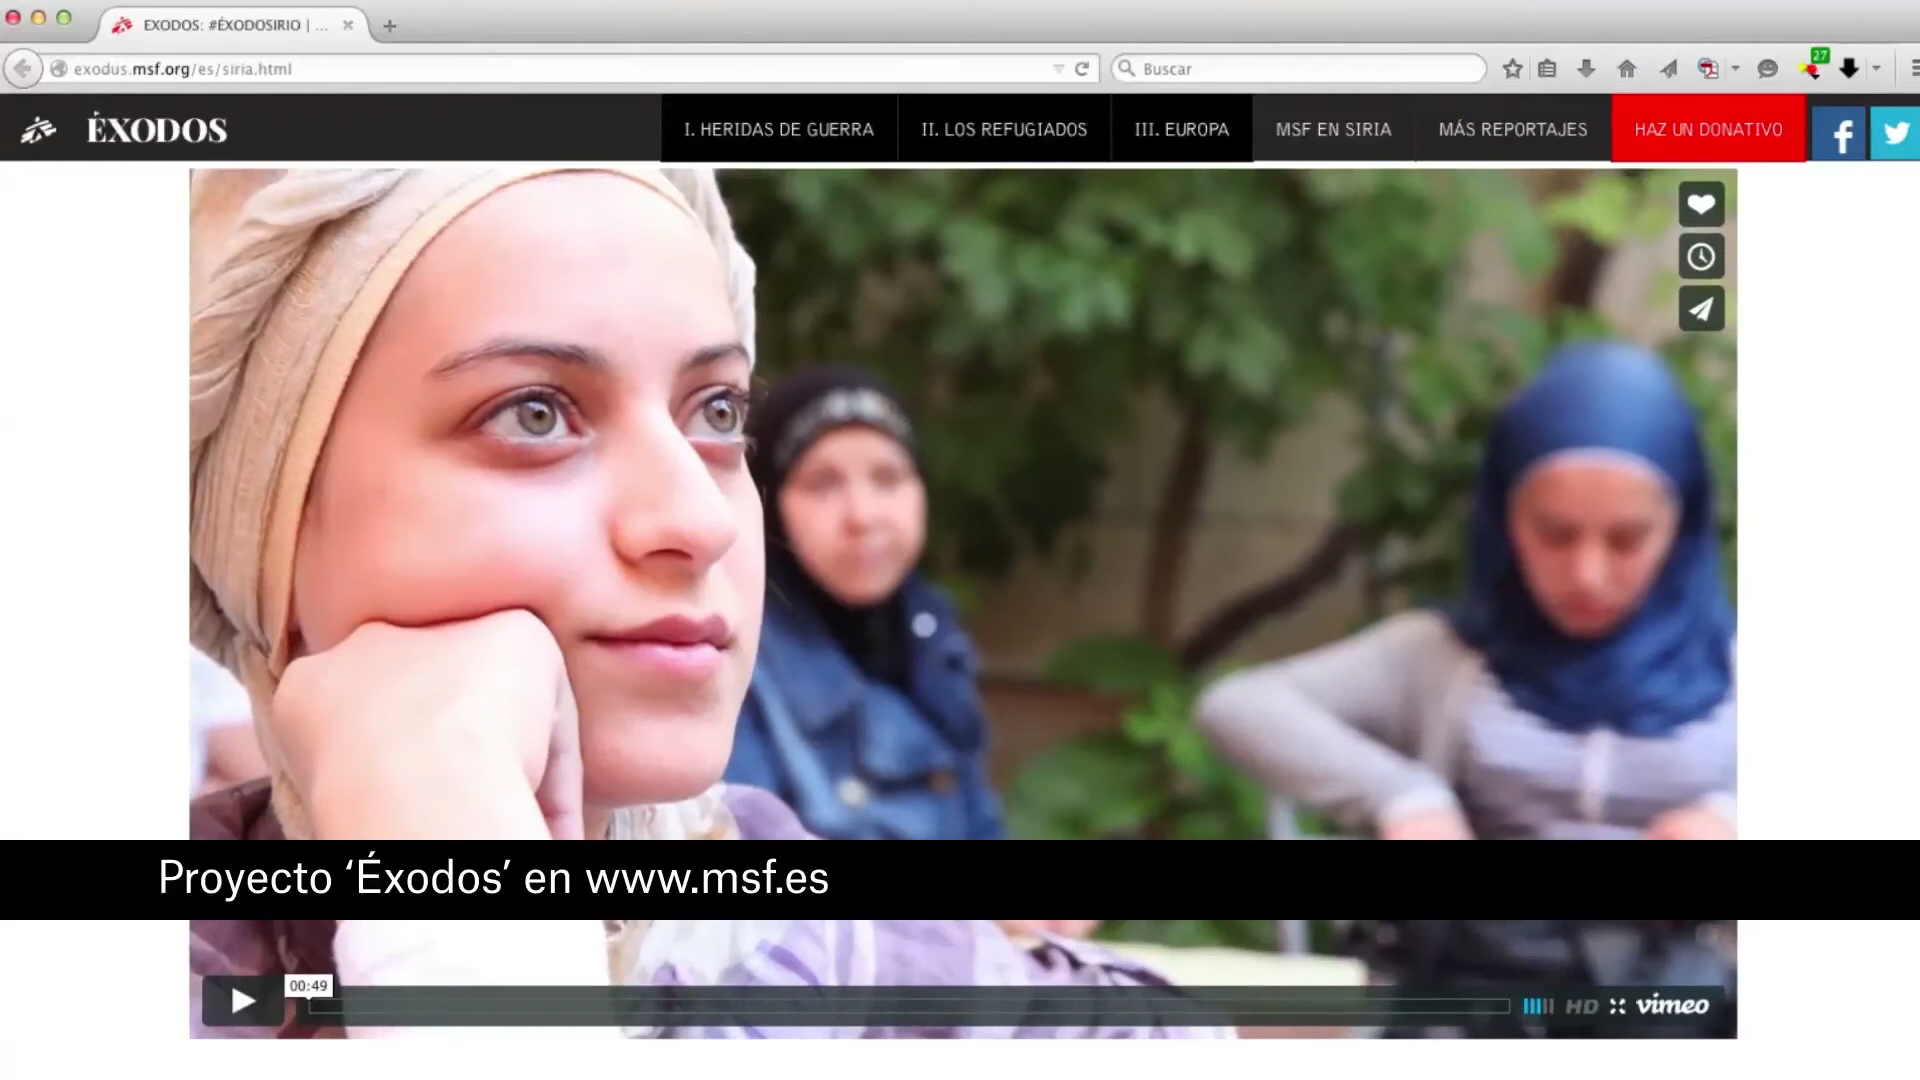 EXODOS: #ÉXODOSIRIO | ...
exodus.msf.org/es/siria.html
Buscar
27
ÉXODOS
I. HERIDAS DE GUERRA
II. LOS REFUGIADOS
III. EUROPA
MSF EN SIRIA
MÁS REPORTAJES
HAZ UN DONATIVO
Proyecto ‘Éxodos’ en www.msf.es
00:49
HD
vimeo